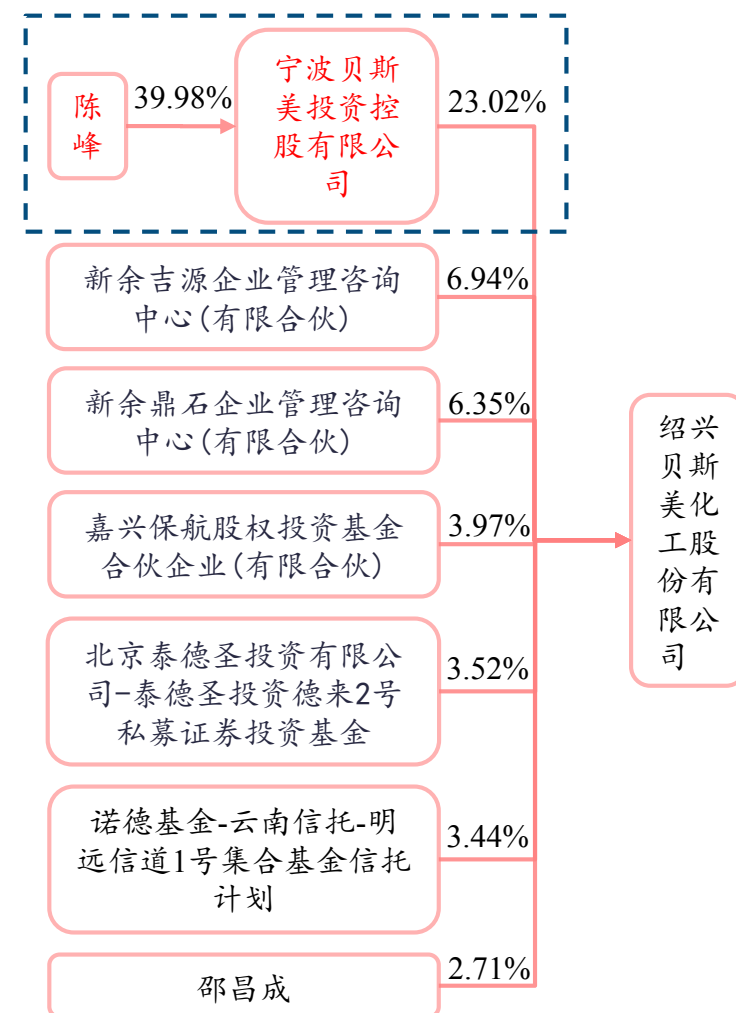 陈
峰
39.98%
宁波贝斯
美投资控
股有限公
司
23.02%
新余吉源企业管理咨询
中心(有限合伙)
6.94%
新余鼎石企业管理咨询
中心(有限合伙)
6.35%
嘉兴保航股权投资基金
合伙企业(有限合伙)
3.97%
北京泰德圣投资有限公
司-泰德圣投资德来2号
私募证券投资基金
3.52%
诺德基金-云南信托-明
远信道1号集合基金信托
计划
3.44%
邵昌成
2.71%
绍兴
贝斯
美化
工股
份有
限公
司